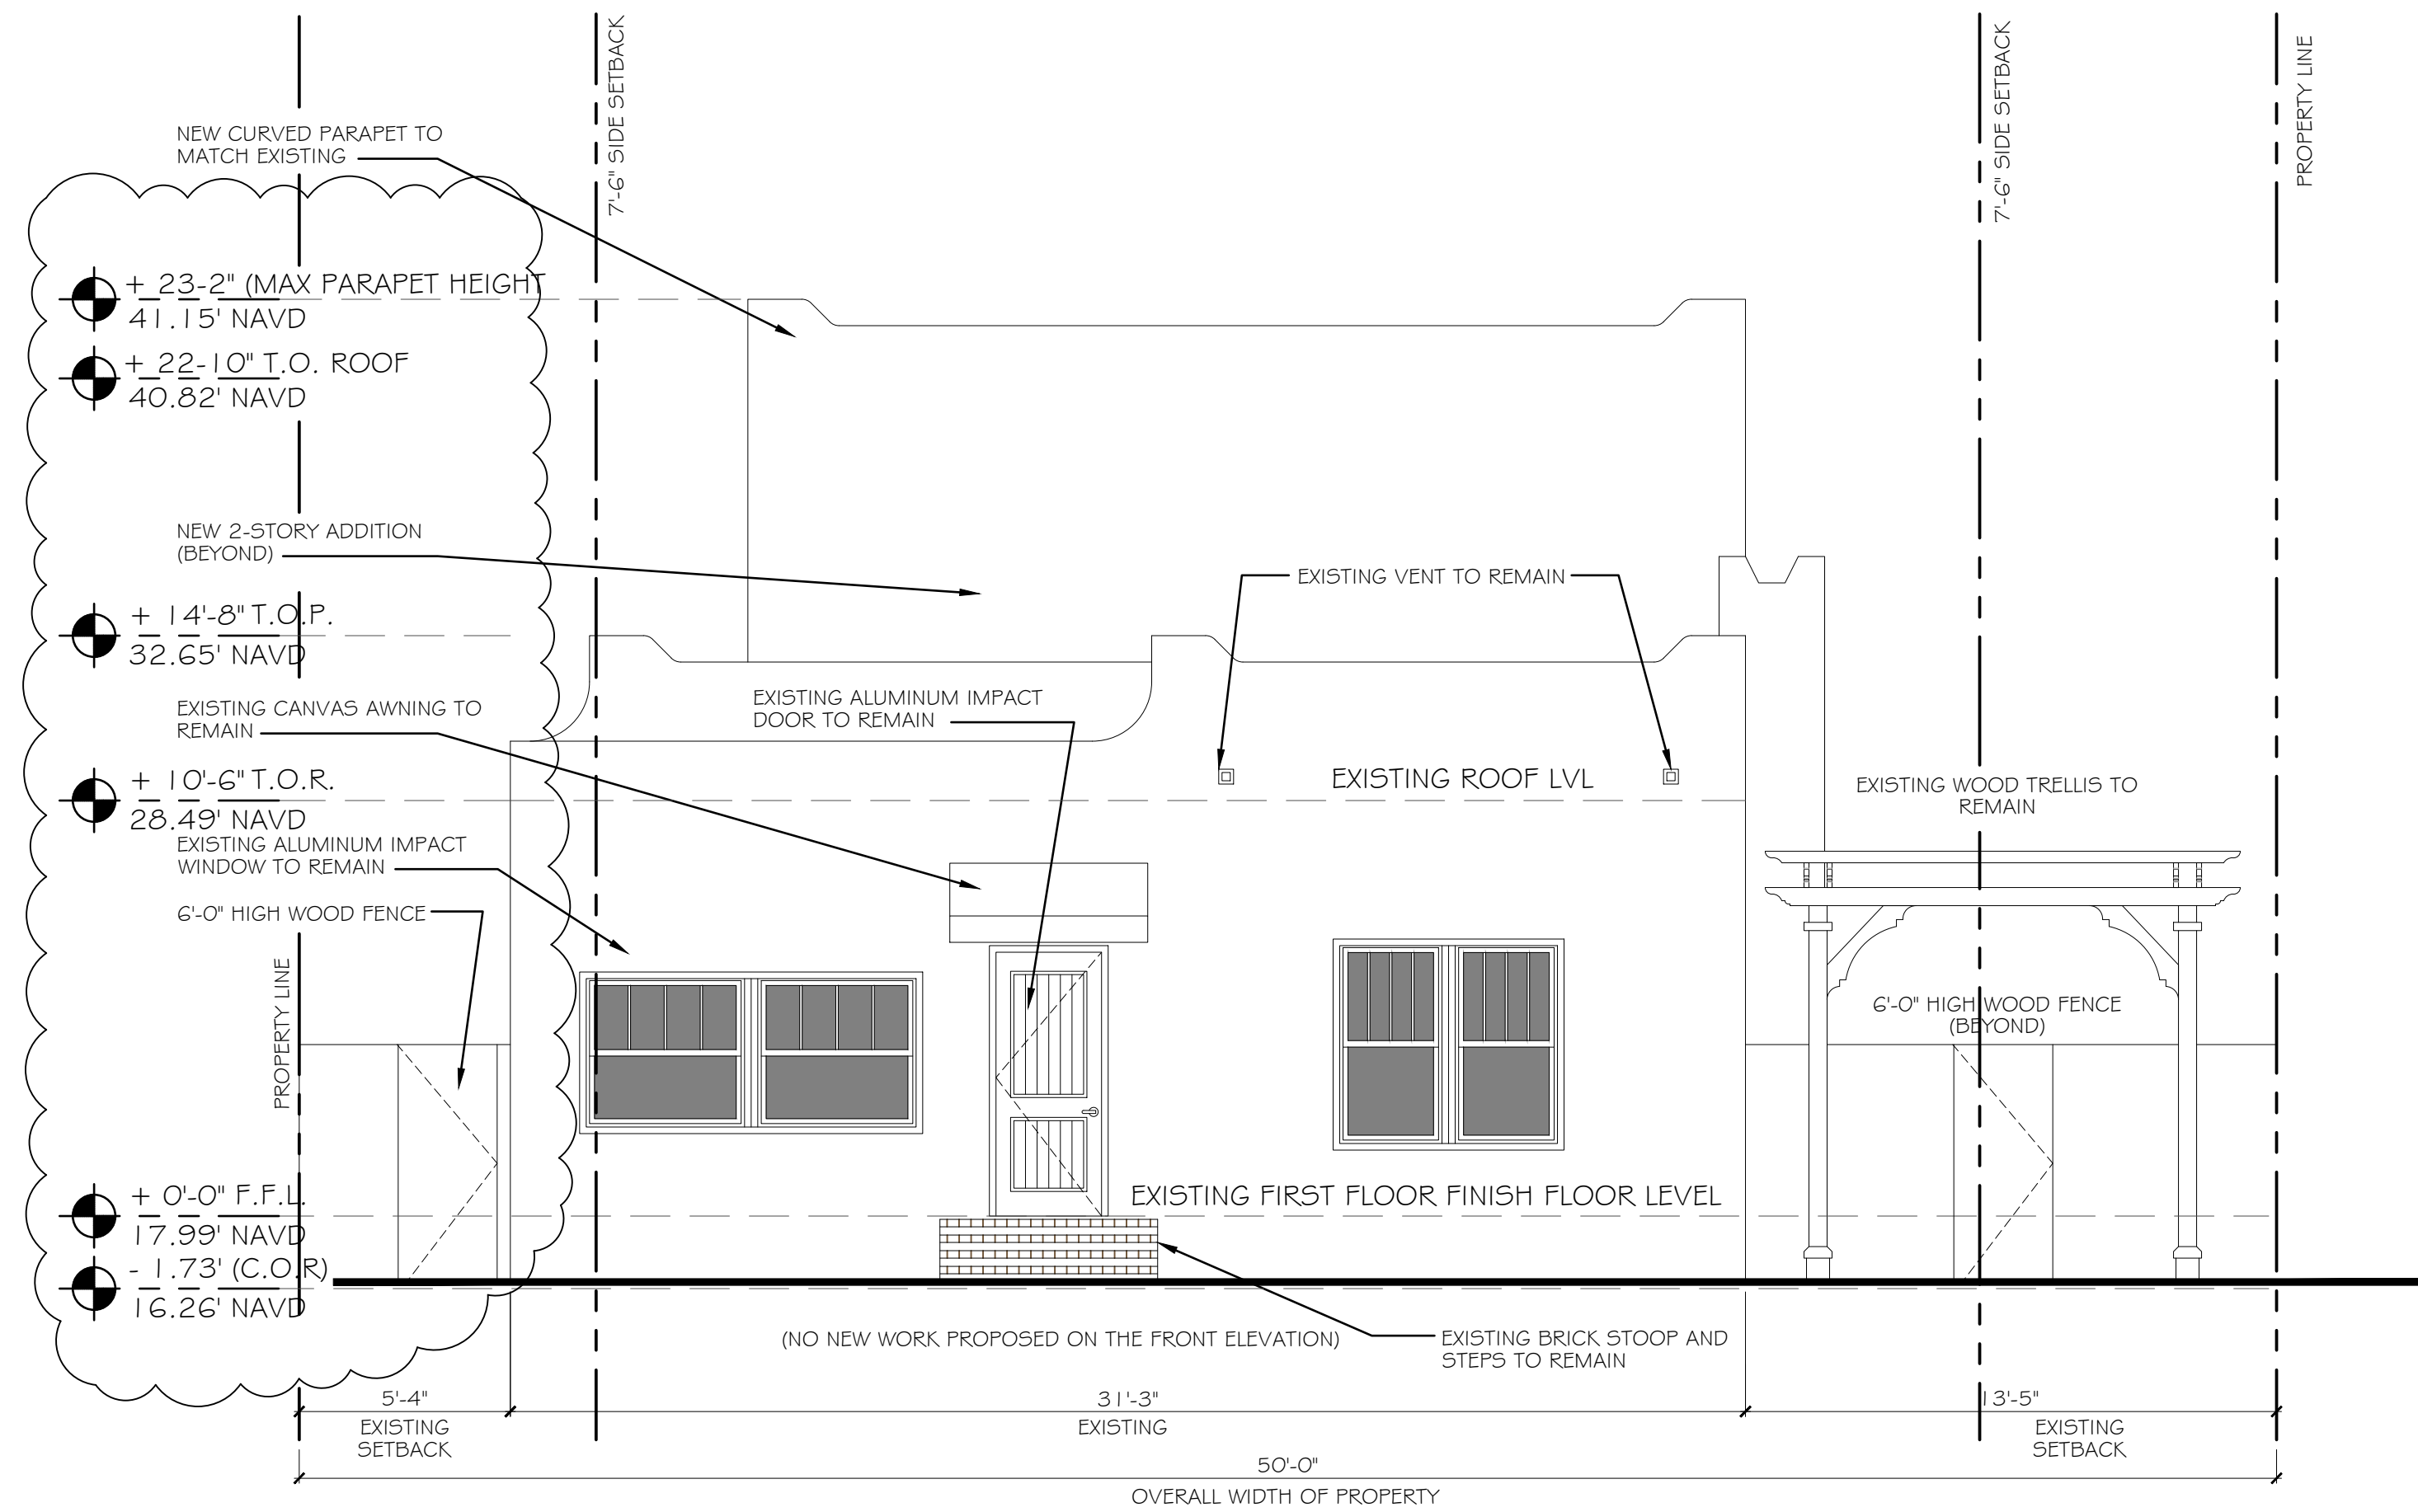 7'-6" SIDE SETBACK
7'-6" SIDE SETBACK
PROPERTY LINE
NEW CURVED PARAPET TO
MATCH EXISTING
+ 23-2" (MAX PARAPET HEIGHT
41.15' NAVD
+ 22-10" T.O. ROOF
40.82' NAVD
NEW 2-STORY ADDITION
(BEYOND)
EXISTING VENT TO REMAIN
+ 14'-8" T.O.P.
32.65' NAVD
EXISTING CANVAS AWNING TO
REMAIN
EXISTING ALUMINUM IMPACT
DOOR TO REMAIN
+ 10'-6" T.O.R.
28.49' NAVD
EXISTING ROOF LVL
EXISTING WOOD TRELLIS TO
REMAIN
EXISTING ALUMINUM IMPACT
WINDOW TO REMAIN
6'-0" HIGH WOOD FENCE
PROPERTY LINE
6'-0" HIGH WOOD FENCE
(BEYOND)
+ 0'-0" F.F.L.
17.99' NAVD
EXISTING FIRST FLOOR FINISH FLOOR LEVEL
- 1.73' (C.O.R)
16.26' NAVD
(NO NEW WORK PROPOSED ON THE FRONT ELEVATION)
EXISTING BRICK STOOP AND
STEPS TO REMAIN
5'-4"
EXISTING
SETBACK
31'-3"
EXISTING
13'-5"
EXISTING
SETBACK
50'-0"
OVERALL WIDTH OF PROPERTY